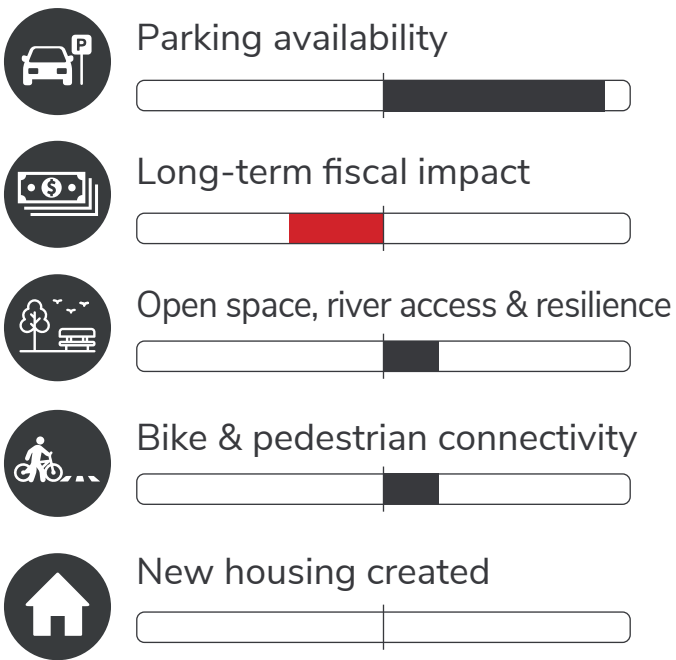 P
Parking availability
$
Long-term fiscal impact
Open space, river access & resilience
Bike & pedestrian connectivity
New housing created